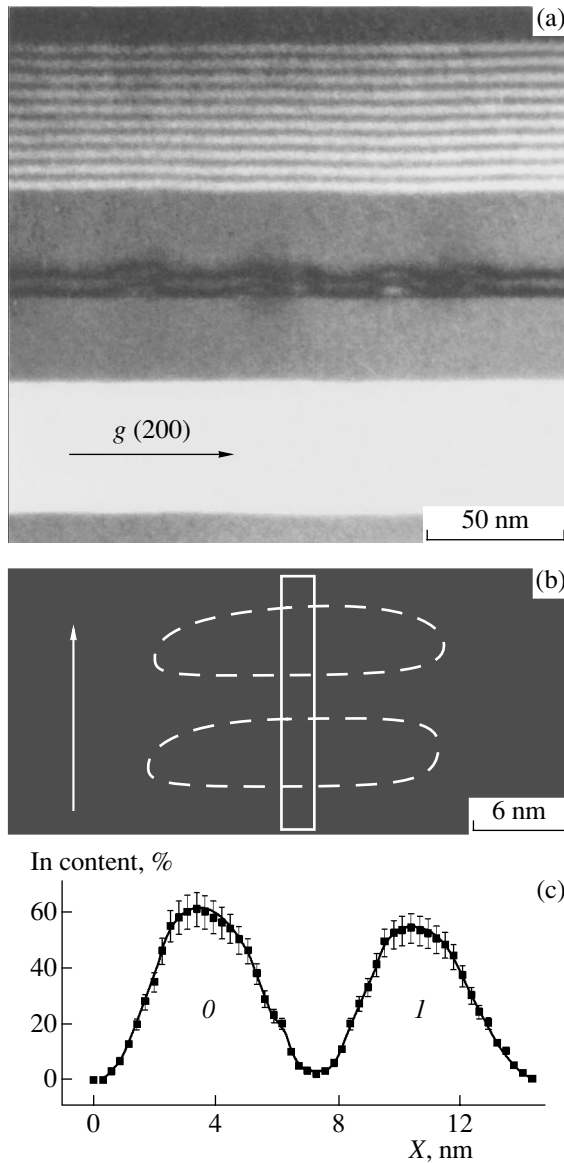 (a)
g (200)
50 nm
(b)
6 nm
In content, %
(c)
60
40
20
0
0
1
0 4 8 12
X, nm